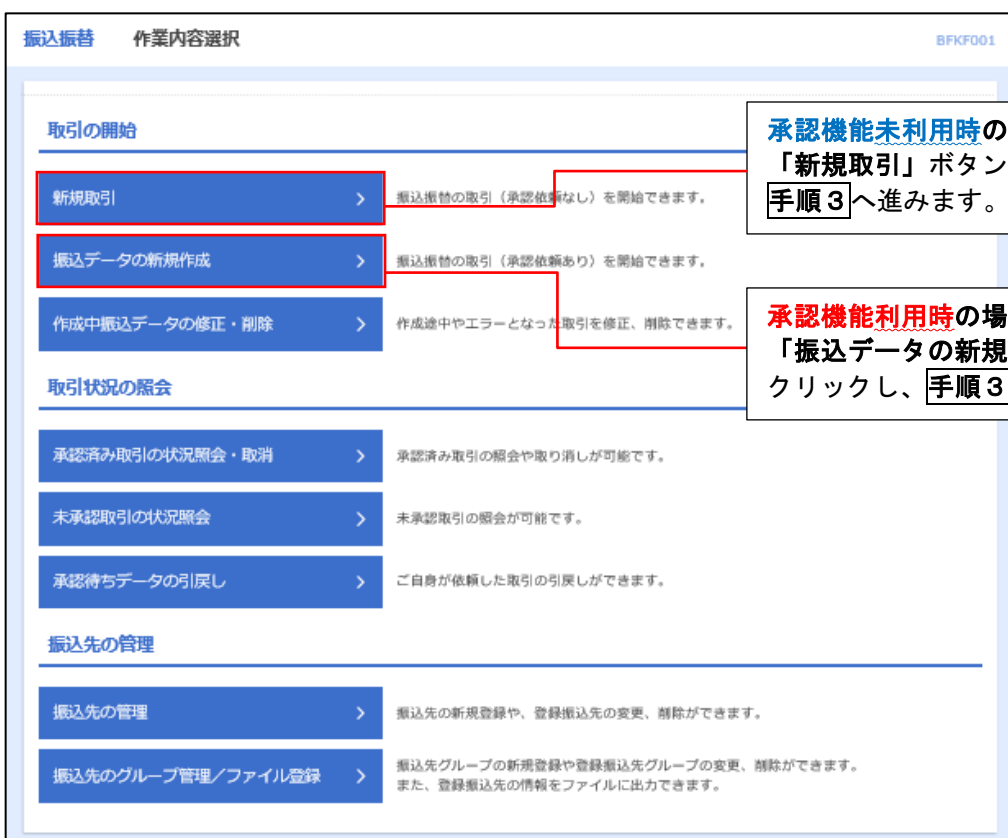 振込振替 作業内容選択 BFKF001
取引の開始
新規取引
振込振替の取引（承認依頼なし）を開始できます。
振込データの新規作成
振込振替の取引（承認依頼あり）を開始できます。
作成中振込データの修正・削除
作成途中やエラーとなった取引を修正、削除できます。
承認機能未利用時の
「新規取引」ボタン
手順３へ進みます。
承認機能利用時の場
「振込データの新規
クリックし、手順３
取引状況の照会
承認済み取引の状況照会・取消
承認済み取引の照会や取り消しが可能です。
未承認取引の状況照会
未承認取引の照会が可能です。
承認待ちデータの引戻し
ご自身が依頼した取引の引戻しができます。
振込先の管理
振込先の管理
振込先の新規登録や、登録振込先の変更、削除ができます。
振込先のグループ管理／ファイル登録
振込先グループの新規登録や登録振込先グループの変更、削除ができます。
また、登録振込先の情報をファイルに出力できます。